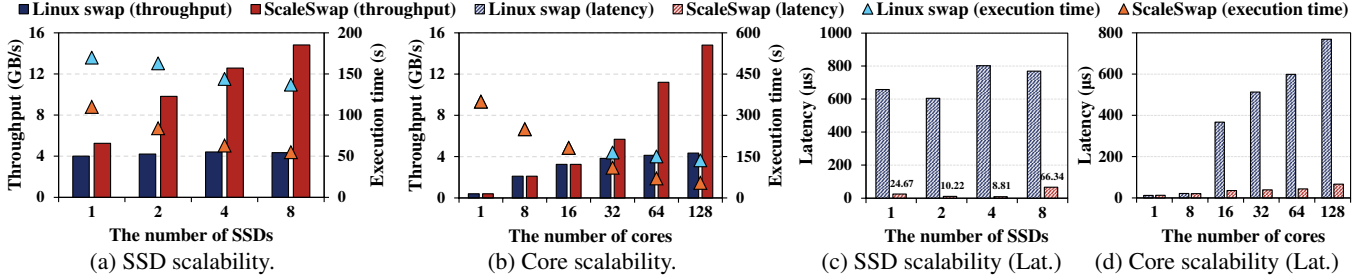 Linux swap (throughput) ScaleSwap (throughput) Linux swap (latency) ScaleSwap (latency) Linux swap (execution time) ScaleSwap (execution time)
Throughput (GB/s)
16
12
8
4
0
200
150
100
50
0
Execution time (s)
1 2 4 8
The number of SSDs
(a) SSD scalability.
Throughput (GB/s)
16
12
8
4
0
600
450
300
150
0
Execution time (s)
1 8 16 32 64 128
The number of cores
(b) Core scalability.
Latency (µs)
1000
800
600
400
200
0
24.67 10.22 8.81 66.34
1 2 4 8
The number of SSDs
(c) SSD scalability (Lat.)
Latency (µs)
800
600
400
200
0
1 8 16 32 64 128
The number of cores
(d) Core scalability (Lat.)